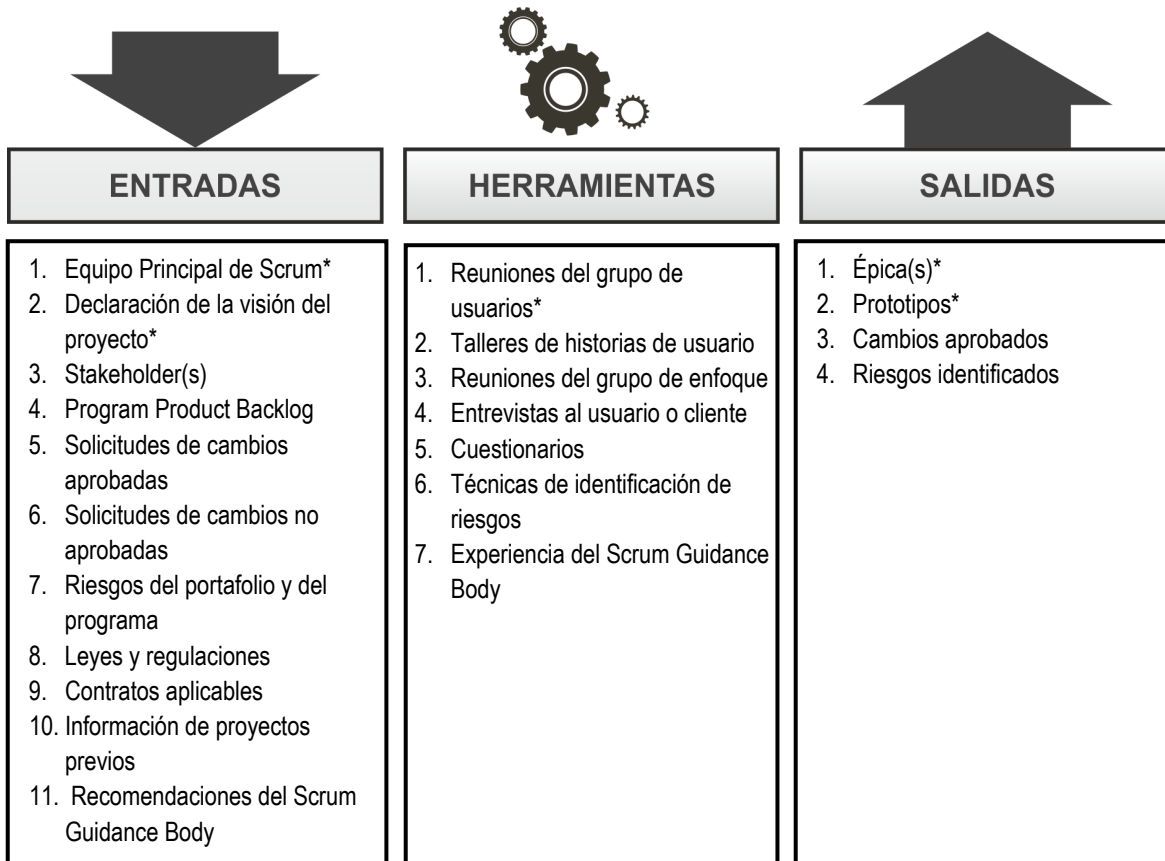 ENTRADAS
1. Equipo Principal de Scrum*
2. Declaración de la visión del
proyecto*
3. Stakeholder(s)
4. Program Product Backlog
5. Solicitudes de cambios
aprobadas
6. Solicitudes de cambios no
aprobadas
7. Riesgos del portafolio y del
programa
8. Leyes y regulaciones
9. Contratos aplicables
10. Información de proyectos
previos
11. Recomendaciones del Scrum
Guidance Body
HERRAMIENTAS
1. Reuniones del grupo de
usuarios*
2. Talleres de historias de usuario
3. Reuniones del grupo de enfoque
4. Entrevistas al usuario o cliente
5. Cuestionarios
6. Técnicas de identificación de
riesgos
7. Experiencia del Scrum Guidance
Body
SALIDAS
1. Épica(s)*
2. Prototipos*
3. Cambios aprobados
4. Riesgos identificados